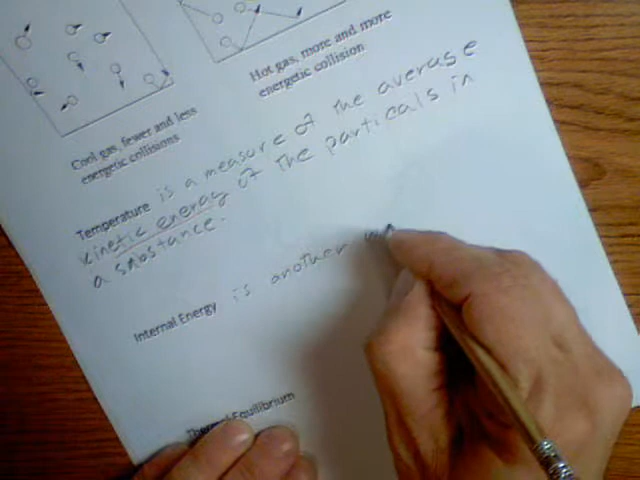 Hot gas, more and more
energetic collision
Cool gas, fewer and less
energetic collisions
Temperature is a measure of the average
kinetic energy of the particals in
a substance.
Internal Energy is another
Thermal Equilibrium